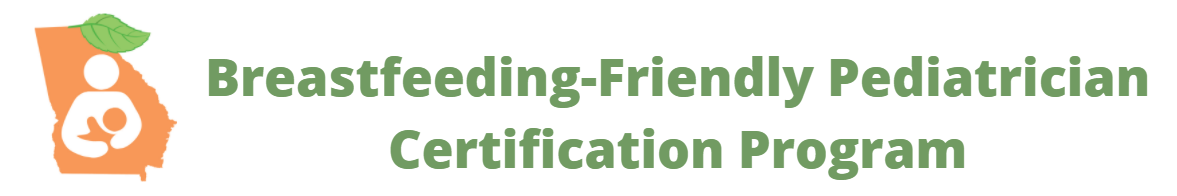 Breastfeeding-Friendly Pediatrician
Certification Program